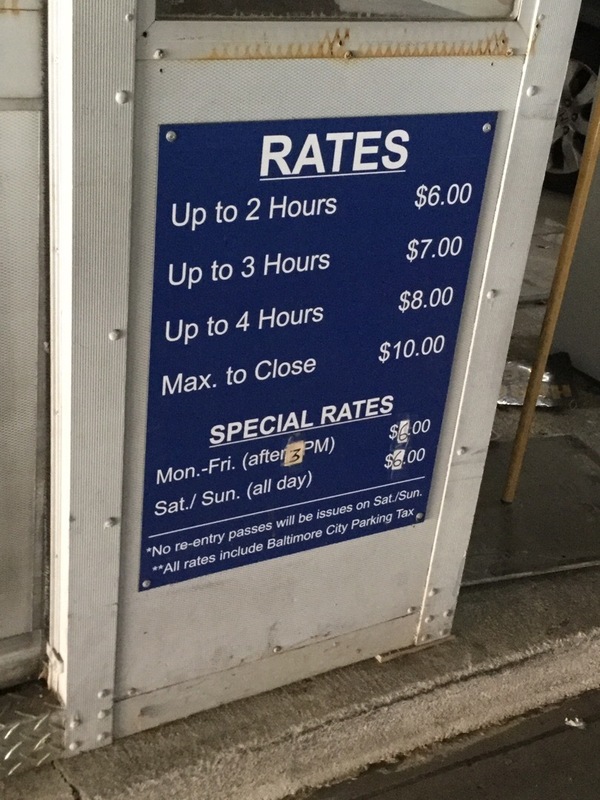 RATES
Up to 2 Hours $6.00
Up to 3 Hours $7.00
Up to 4 Hours $8.00
Max. to Close $10.00
SPECIAL RATES
Mon.-Fri. (after 3 PM) $6.00
Sat./ Sun. (all day) $6.00
*No re-entry passes will be issues on Sat./Sun.
**All rates include Baltimore City Parking Tax